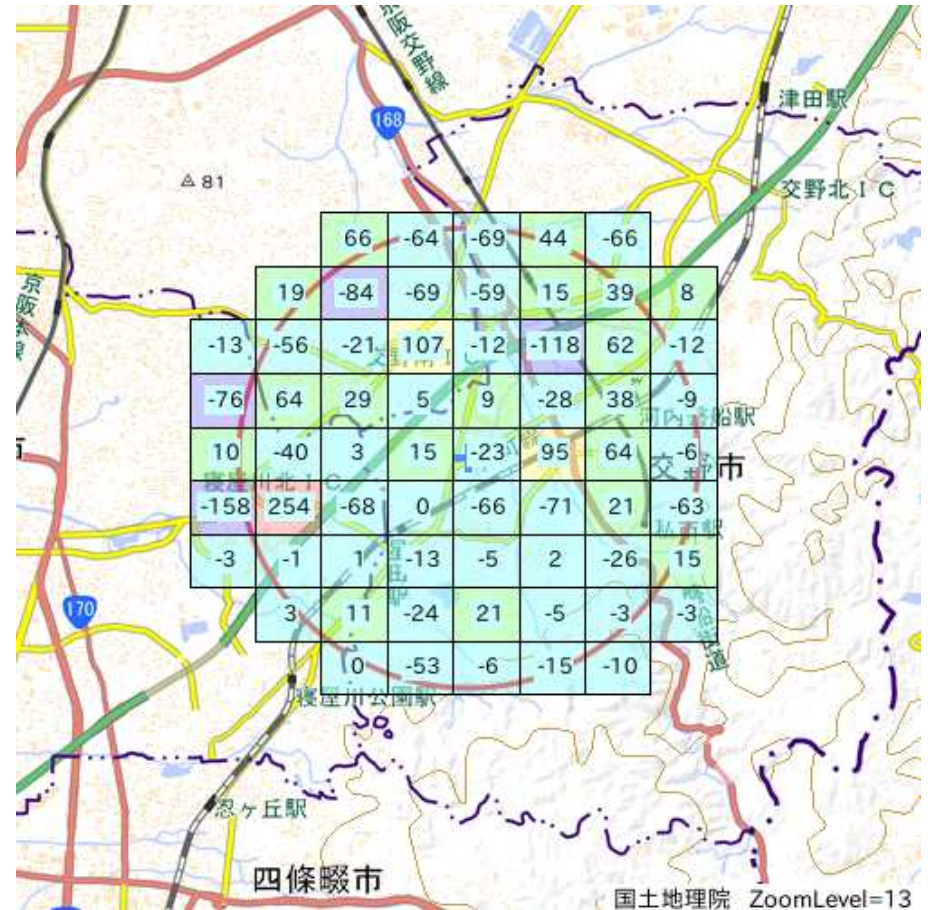 京阪交野線
168
津田駅
81
交野北IC
66 -64 -69 44 -66
19 -84 -69 -59 15 39 8
京阪本線
-13 -56 -21 107 -12 -118 62 -12
-76 64 29 5 9 -28 38 -9
河内磐船駅
10 -40 3 15 -23 95 64 -6
交野市
寝屋川北IC
-158 254 -68 0 -66 -71 21 -63
私市駅
-3 -1 1 -13 -5 2 -26 15
170
3 11 -24 21 -5 -3 -3
0 -53 -6 -15 -10
寝屋川公園駅
忍ヶ丘駅
四條畷市
国土地理院 ZoomLevel=13